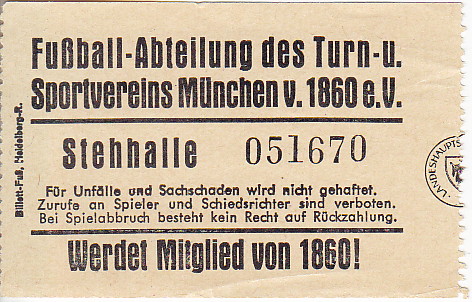 Fußball-Abteilung des Turn-u.
Sportvereins München v. 1860 e.V.
Stehhalle 051670
Für Unfälle und Sachschaden wird nicht gehaftet.
Zurufe an Spieler und Schiedsrichter sind verboten.
Bei Spielabbruch besteht kein Recht auf Rückzahlung.
Werdet Mitglied von 1860!
Billett-Fuß, Heidelberg-R.
LANDESHAUPTS